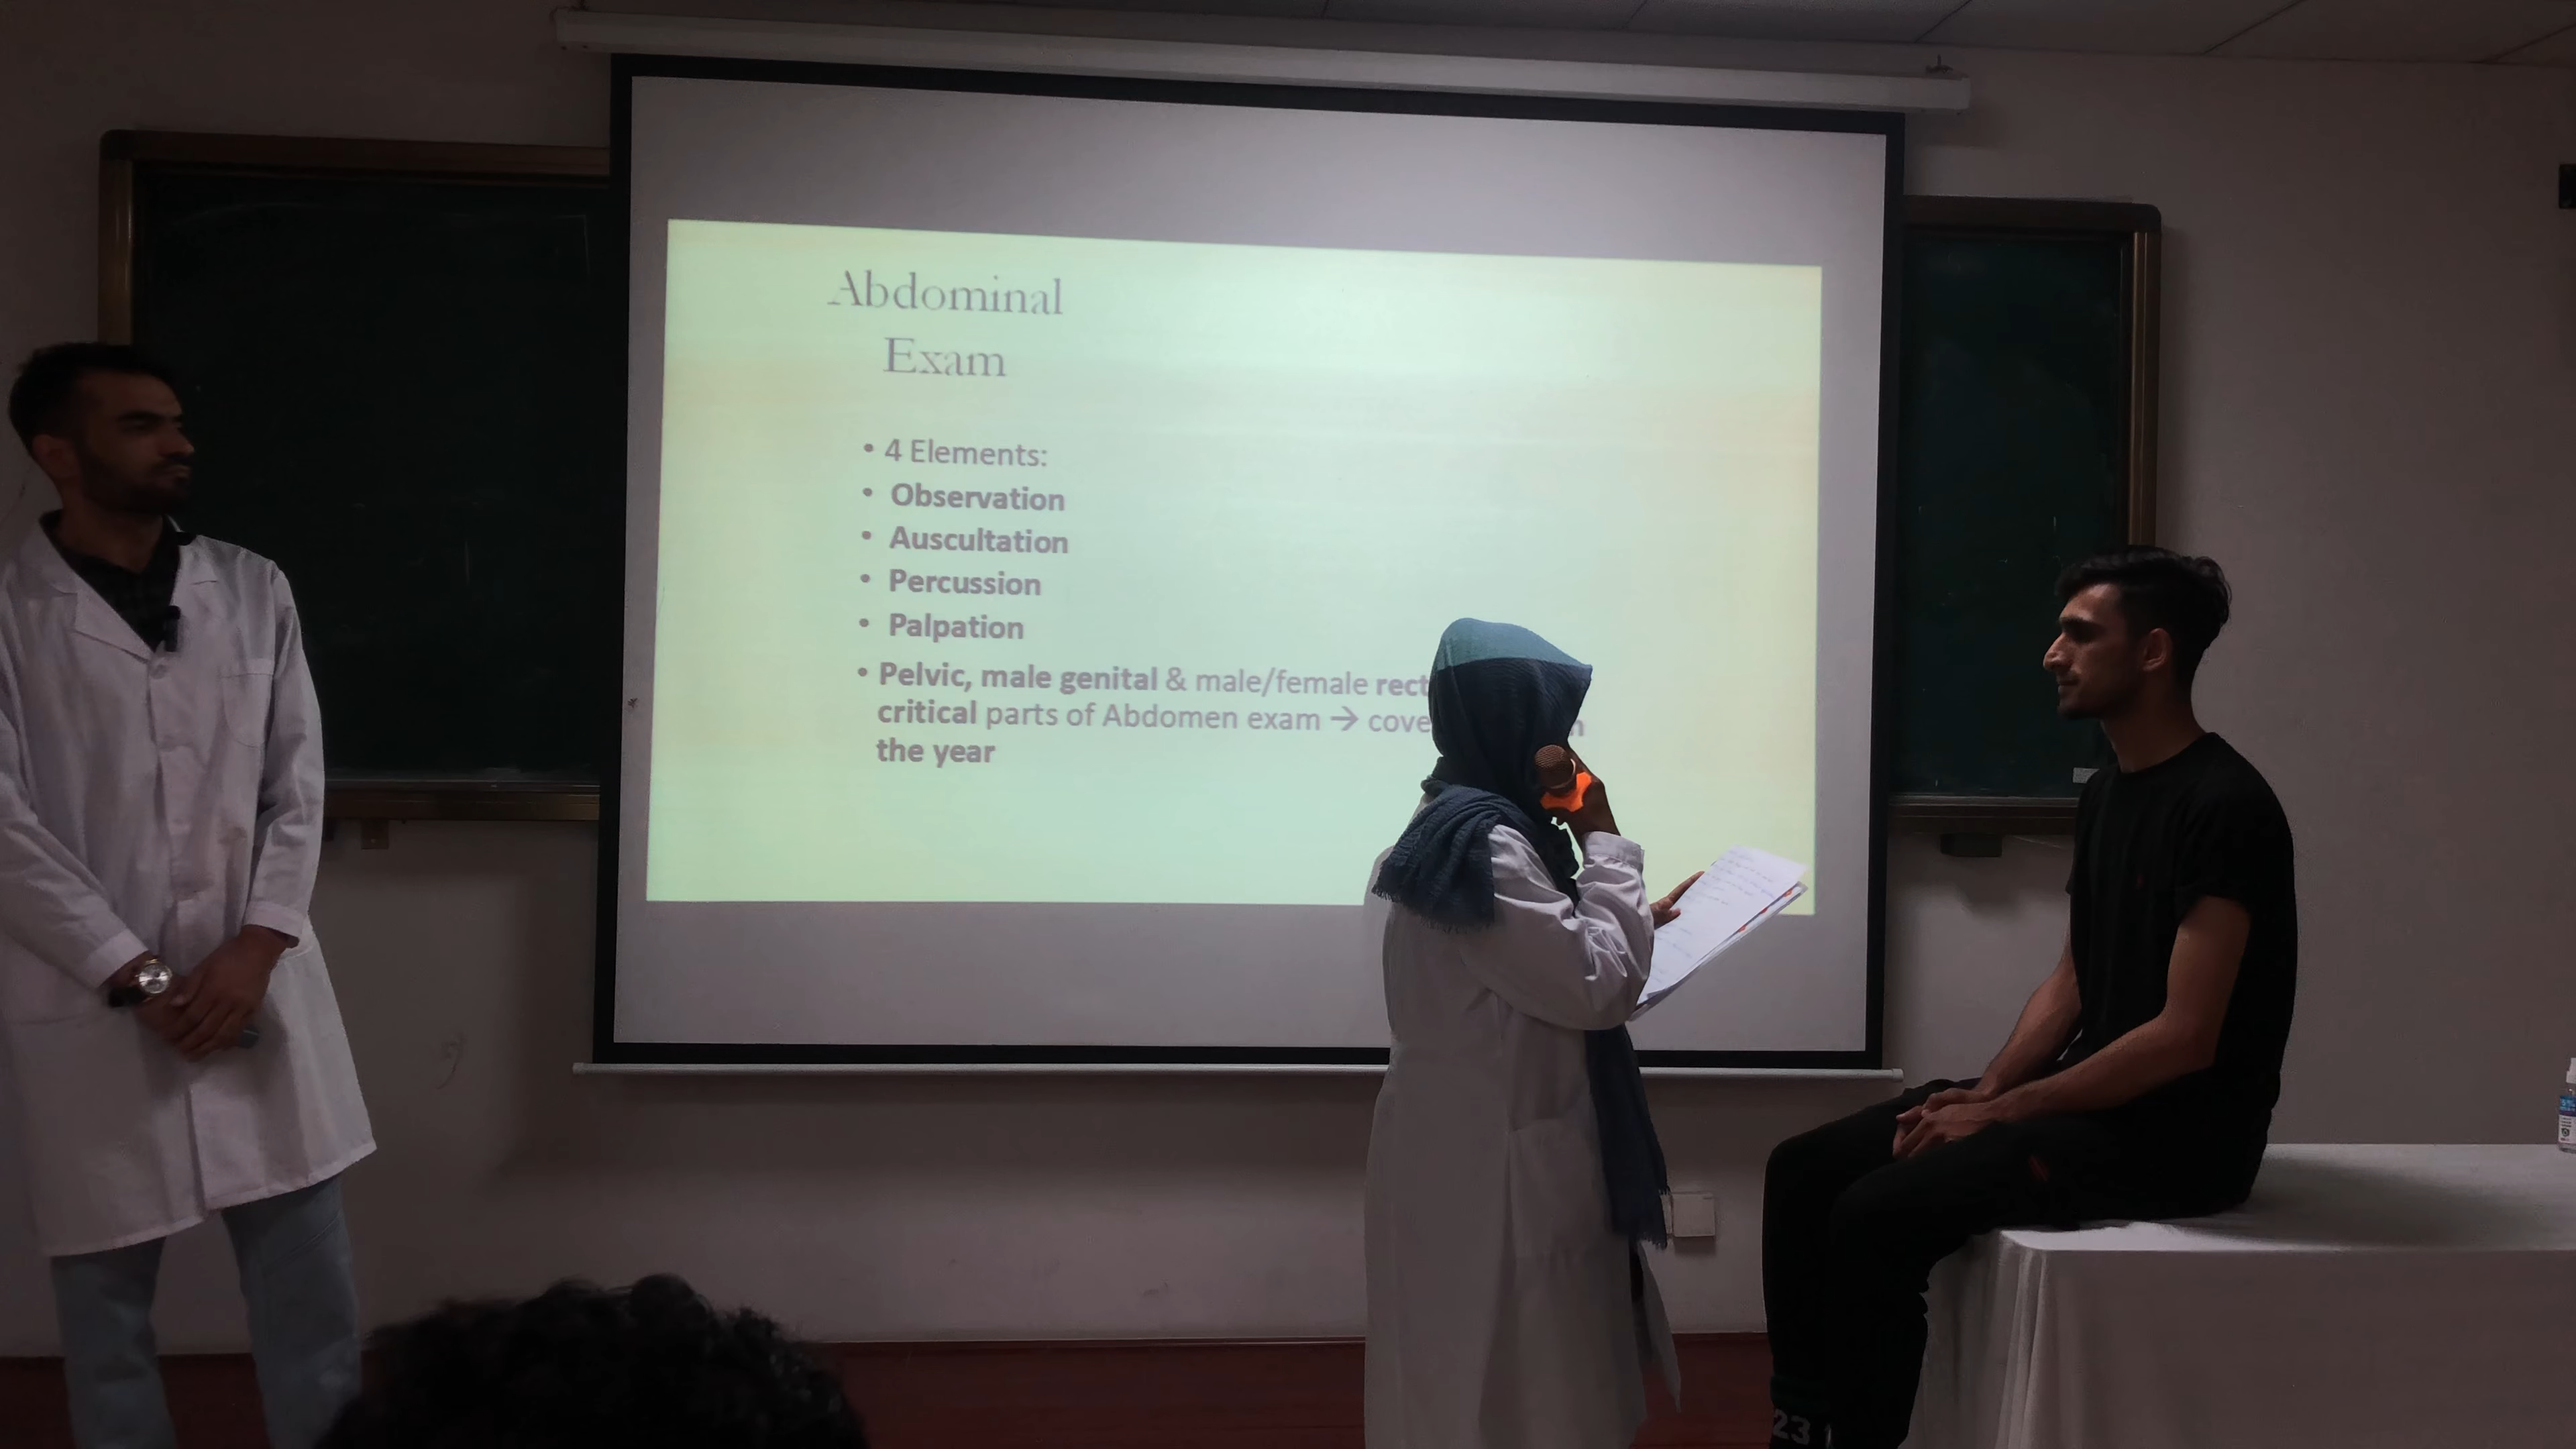 Abdominal
Exam
• 4 Elements:
• Observation
• Auscultation
• Percussion
• Palpation
• Pelvic, male genital & male/female
critical parts of Abdomen exam →
the year
23